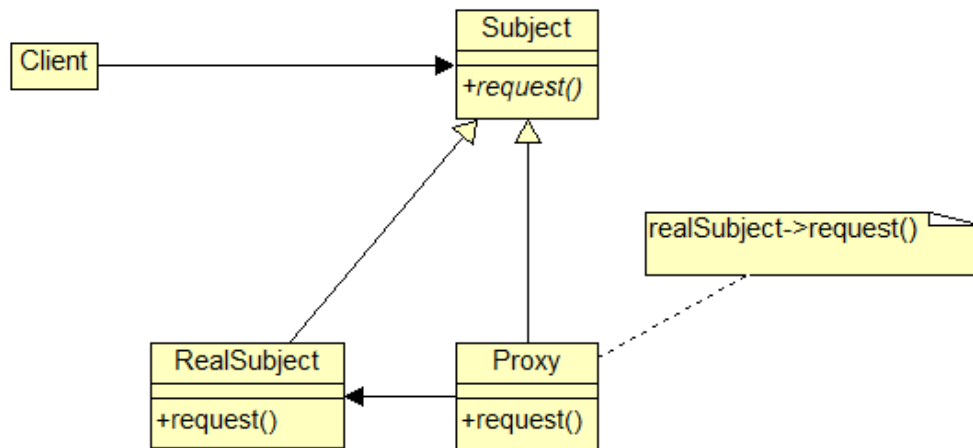 Subject
Client
+request()
realSubject->request()
RealSubject
Proxy
+request()
+request()